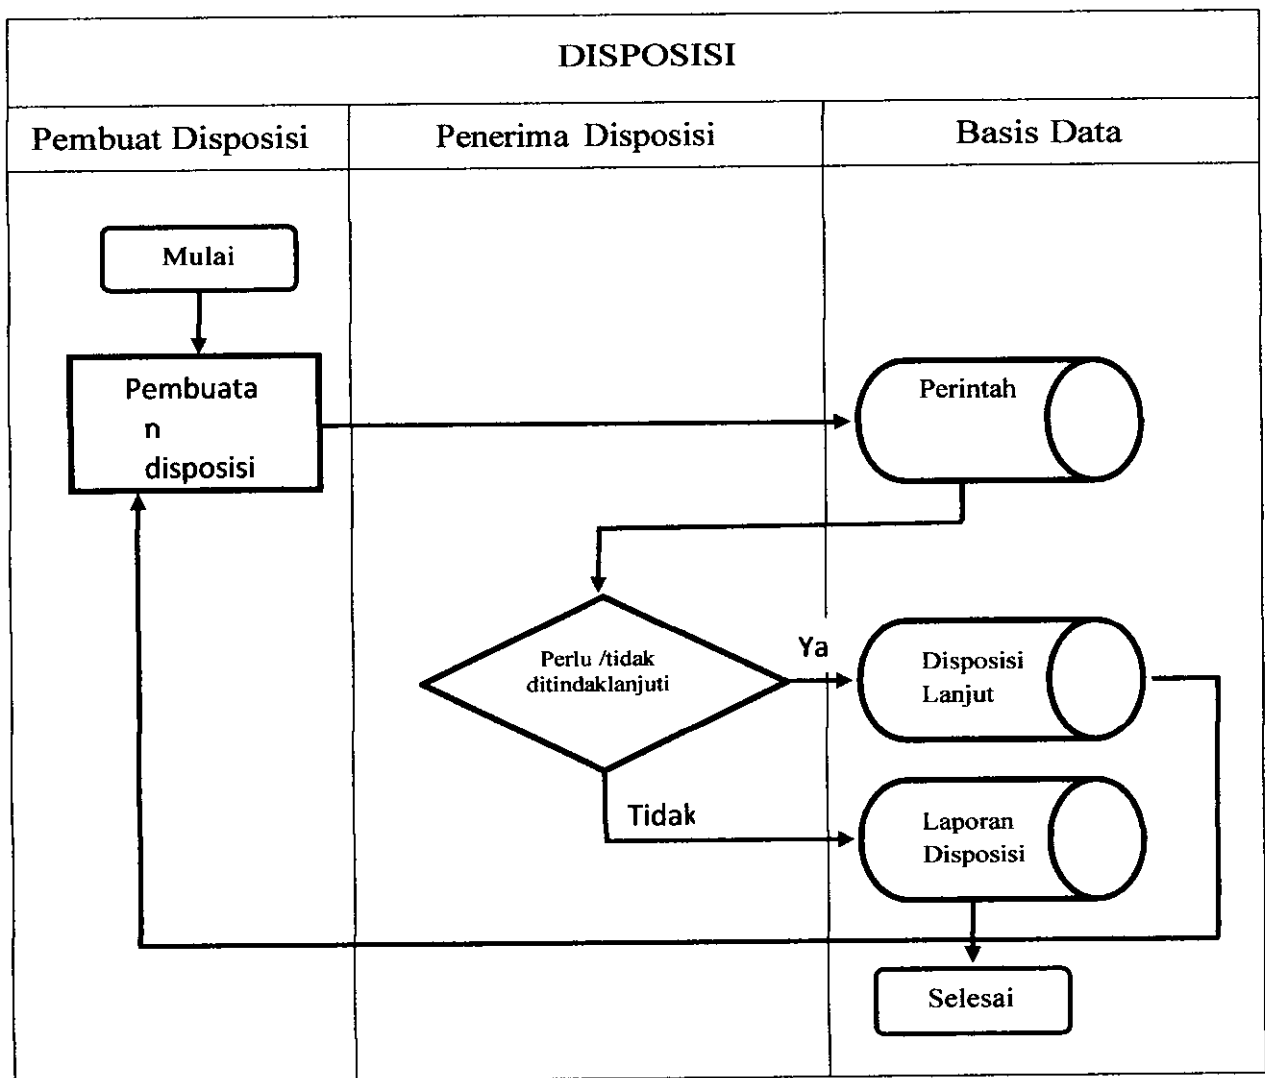 DISPOSISI
Pembuat Disposisi
Penerima Disposisi
Basis Data
Mulai
Pembuata
n
disposisi
Perintah
Perlu /tidak
ditindaklanjuti
Ya
Disposisi
Lanjut
Tidak
Laporan
Disposisi
Selesai